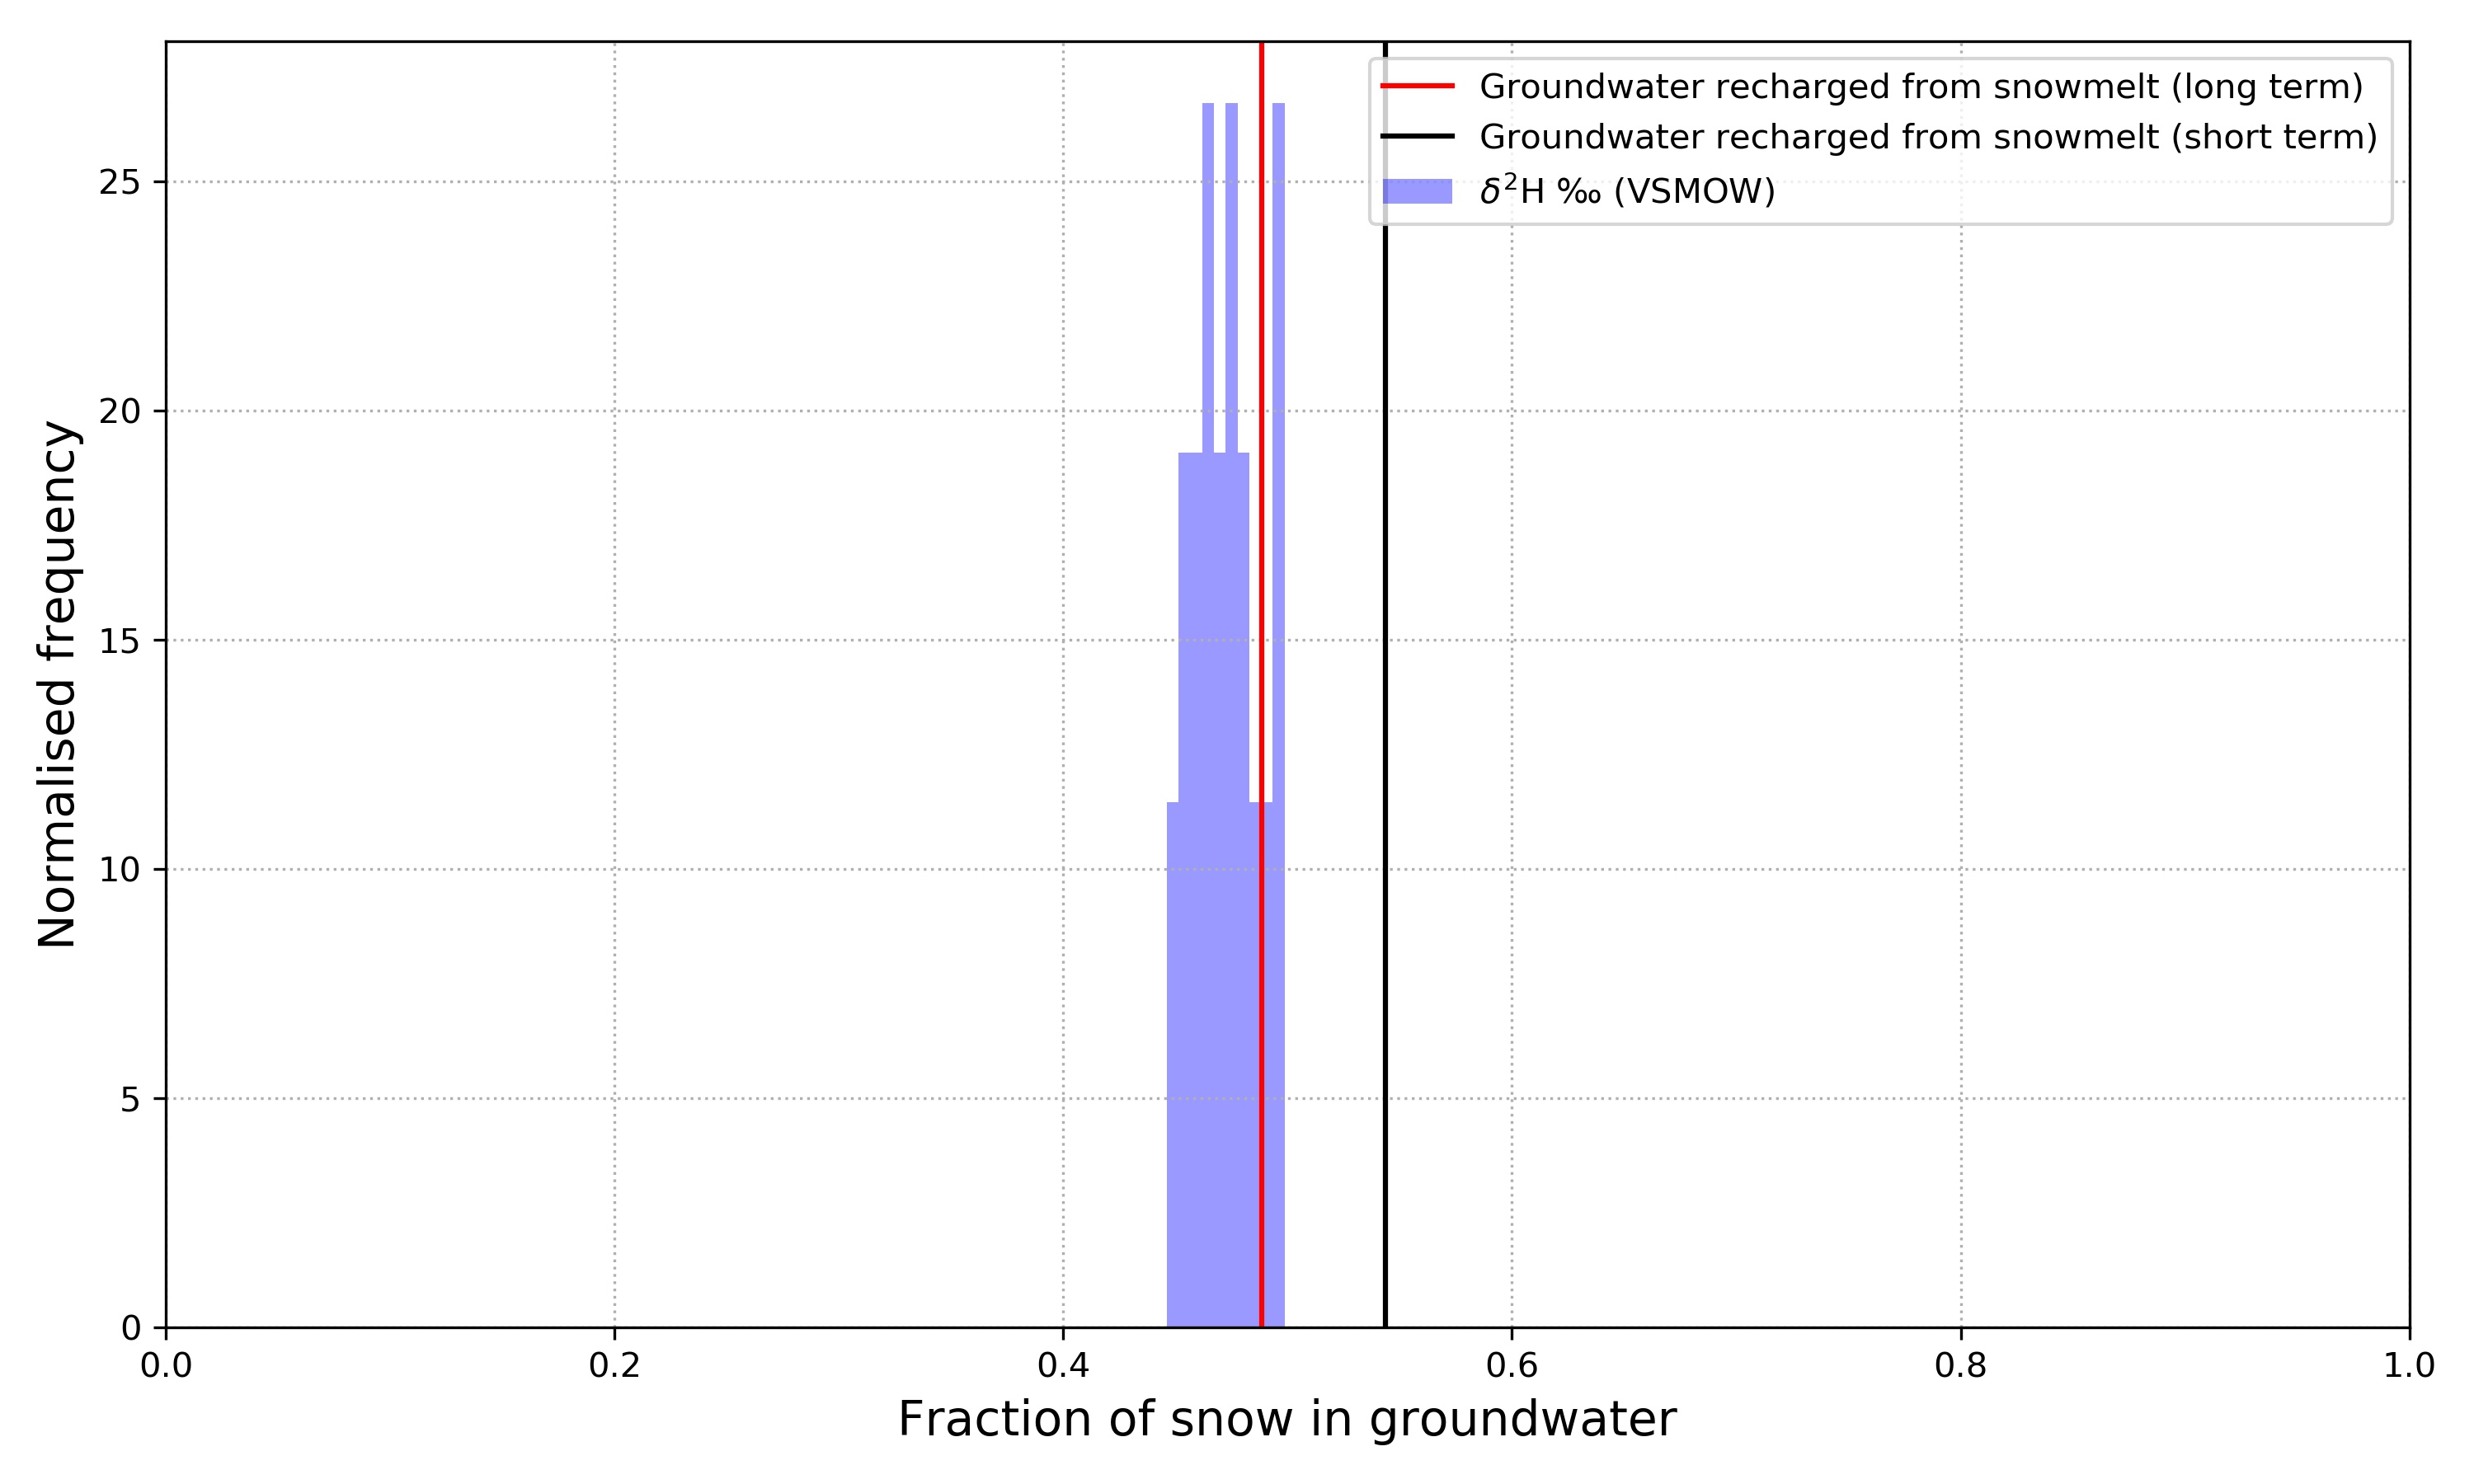 Groundwater recharged from snowmelt (long term)
Groundwater recharged from snowmelt (short term)
δ²H ‰ (VSMOW)
Normalised frequency
25
20
15
10
5
0
0.0 0.2 0.4 0.6 0.8 1.0
Fraction of snow in groundwater